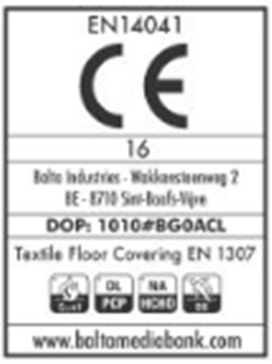 EN14041
CE
16
Balta Industries - Wakkensteenweg 2
BE - 8710 Sint-Baafs-Vijve
DOP: 1010#BG0ACL
Textile Floor Covering EN 1307
DL NA
PCP HCHO
www.baltamediabank.com